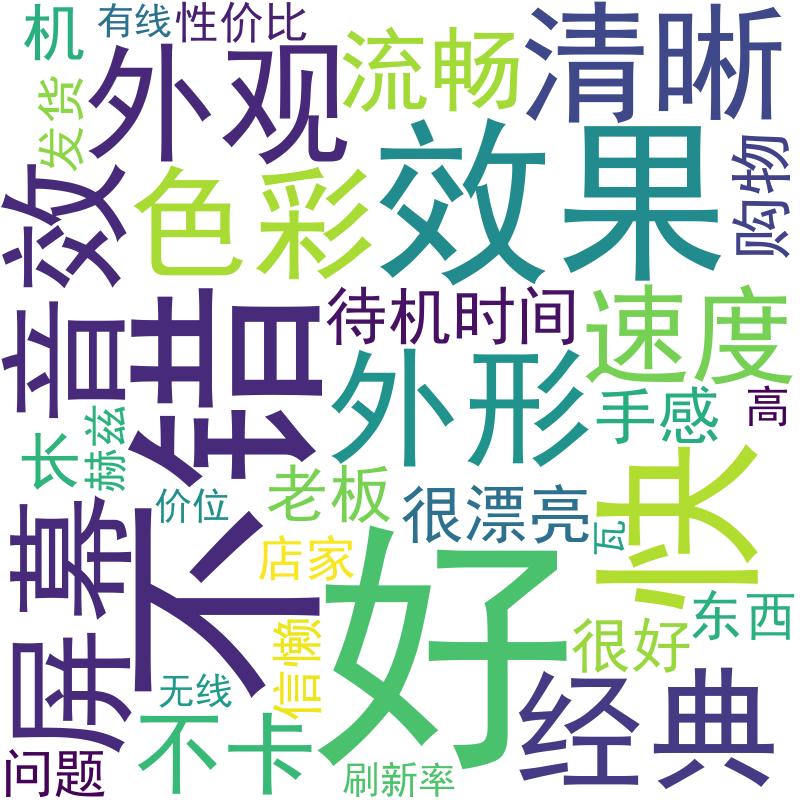 机
有线
性价比
外观
流畅
清晰
发货
音效
色彩
效果
购物
不错
待机时间
速度
外形
手感
高
长
赫兹
老板
很漂亮
快
价位
瓦
屏幕
店家
好
东西
信懒
很好
无线
经典
不卡
问题
刷新率